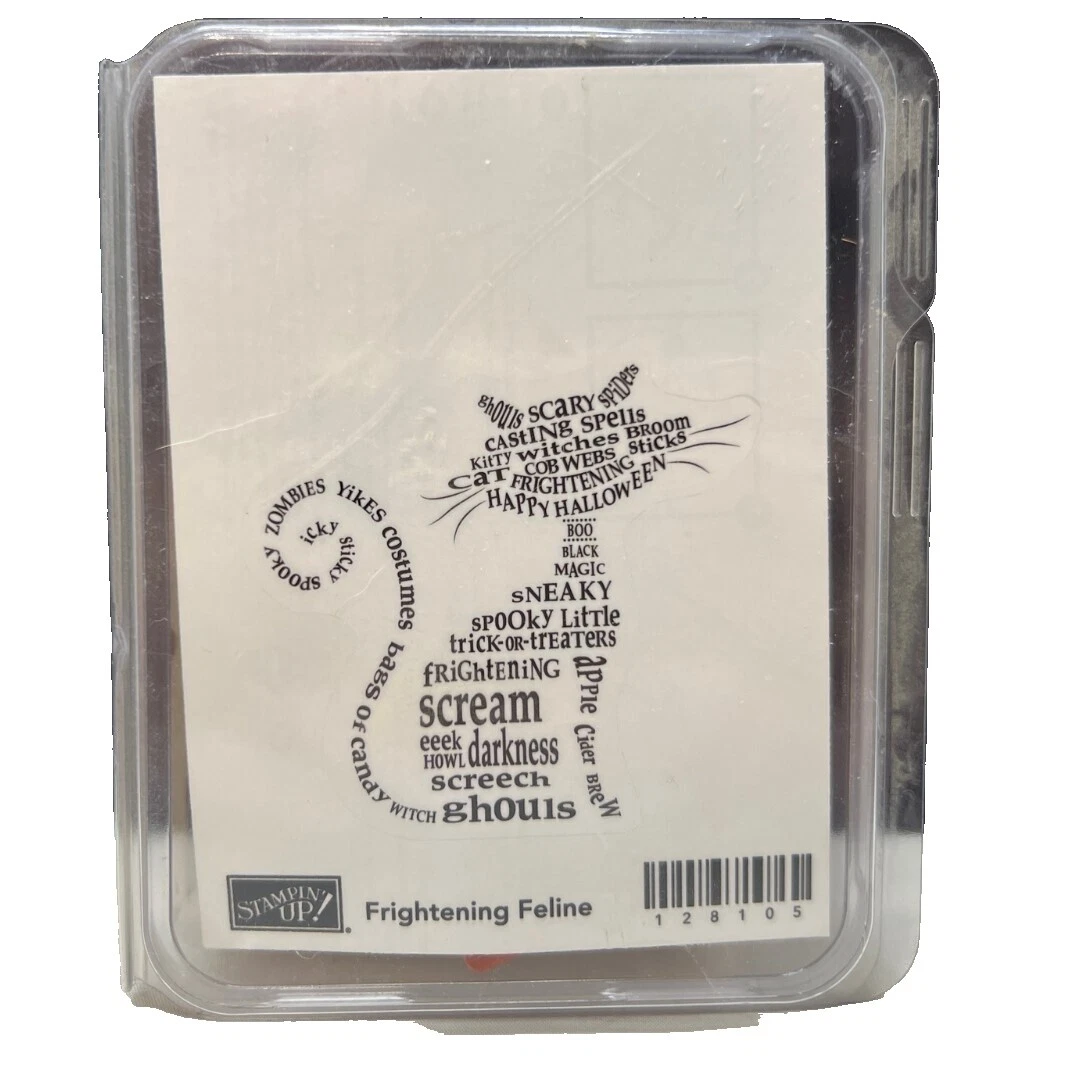 ghOUls SCaRY SPiDers
CAStING SPElls
KitTY witches BRoom
COB WEBS Sticks
CaT FRIGHTENING
HAPPY HALLOWEEN
BOO
BLACK
MAGIC
sNEAKY
SPOOky LitTle
tricK-OR-trEATERS
fRiGhtENiNG
scream
eeek
HOWL darkness
screech
ghOUls
aPPle Cider BReW
icky sticky SPOOKY ZOMBIES YikES COStumes bags of candy WITCH
STAMPIN'
UP!
Frightening Feline
128105